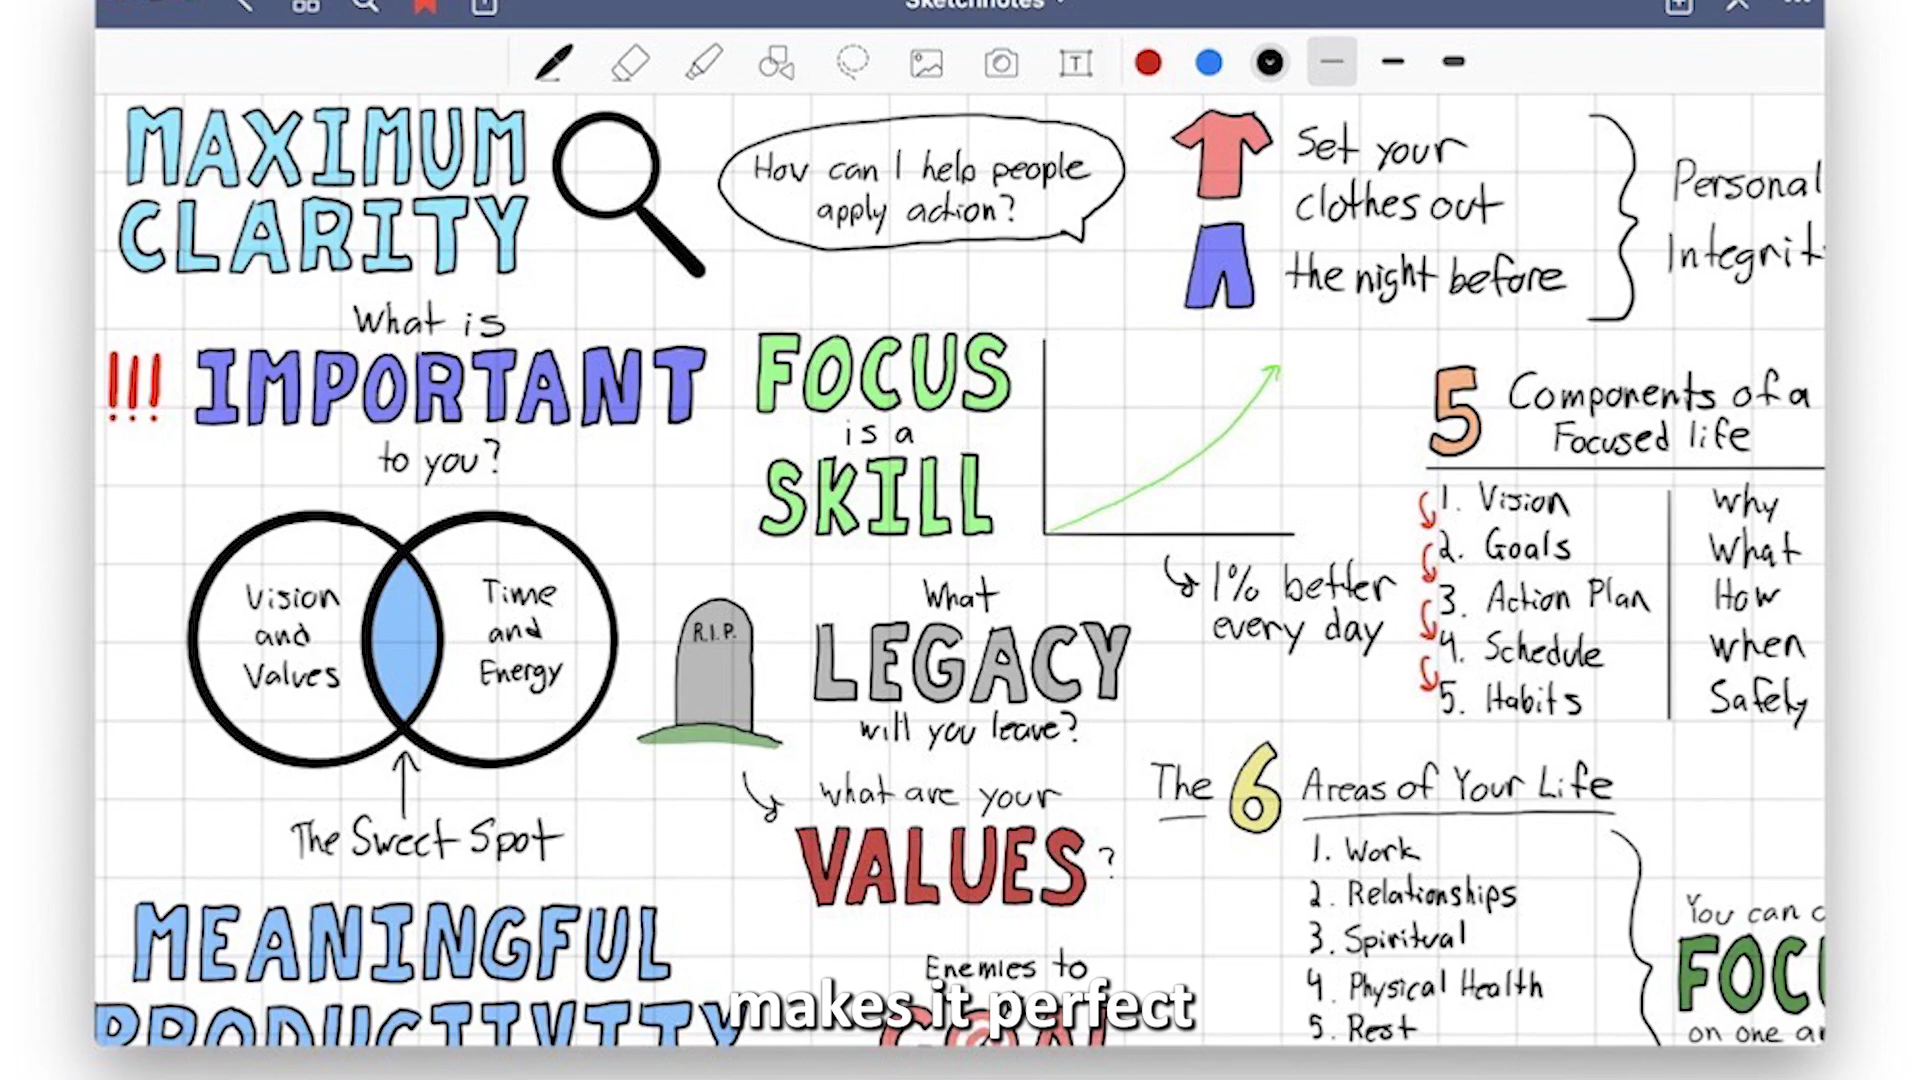 Sketchnotes
MAXIMUM
CLARITY
How can I help people
apply action?
Set your
clothes out
the night before
Personal
What is
!!! IMPORTANT
to you?
FOCUS
is a
SKILL
1% better
every day
5 Components of a
Focused life
1. Vision Why
2. Goals What
3. Action Plan How
4. Schedule When
5. Habits Safely
Vision
and
Values
Time
and
Energy
The Sweet Spot
R.I.P.
What
LEGACY
will you leave?
what are your
VALUES?
The 6 Areas of Your Life
1. Work
2. Relationships
3. Spiritual
4. Physical Health
5. Rest
You can
on one
MEANINGFUL
PRODUCTIVITY
Enemies to
makes it perfect